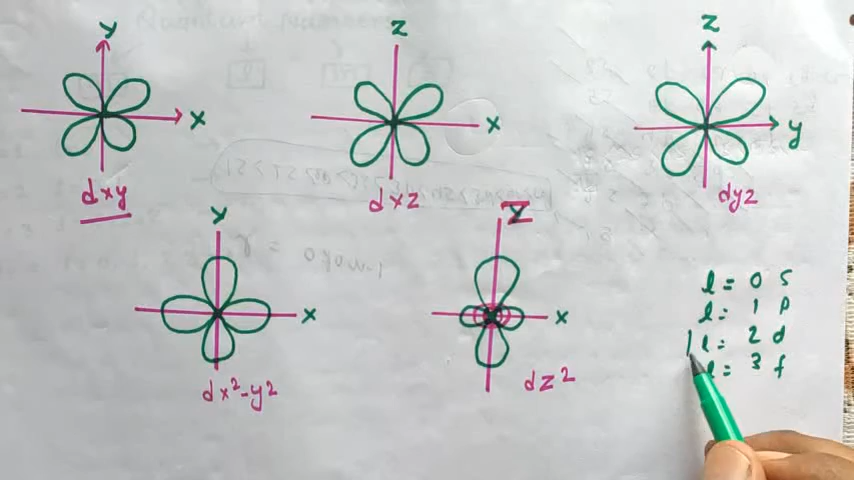 y
x
dxy
z
x
dxz
z
y
dyz
y
x
dx²-y²
z
x
dz²
l = 0 s
l = 1 p
l = 2 d
l = 3 f